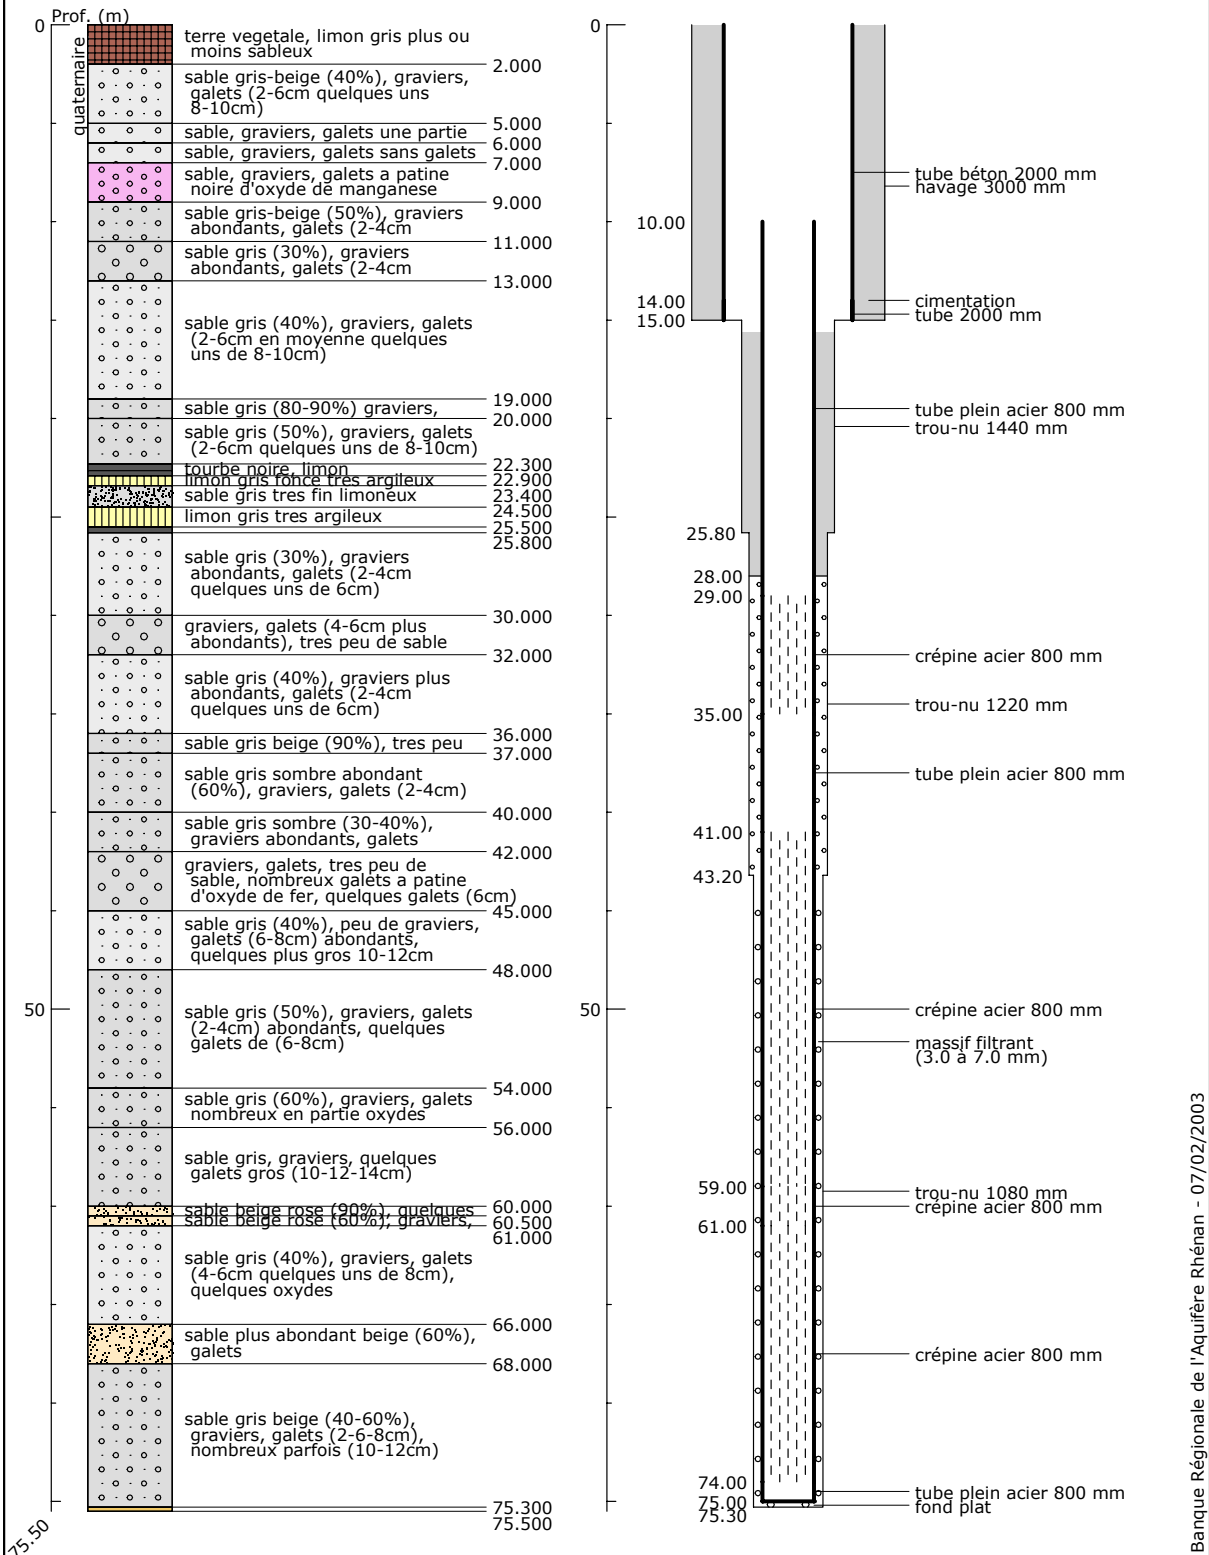 Prof. (m)
0
quaternaire
terre vegetale, limon gris plus ou
moins sableux
2.000
sable gris-beige (40%), graviers,
galets (2-6cm quelques uns
8-10cm)
5.000
sable, graviers, galets une partie
6.000
sable, graviers, galets sans galets
7.000
sable, graviers, galets a patine
noire d'oxyde de manganese
9.000
sable gris-beige (50%), graviers
abondants, galets (2-4cm
11.000
sable gris (30%), graviers
abondants, galets (2-4cm
13.000
sable gris (40%), graviers, galets
(2-6cm en moyenne quelques
uns de 8-10cm)
19.000
sable gris (80-90%) graviers,
20.000
sable gris (50%), graviers, galets
(2-6cm quelques uns de 8-10cm)
22.300
tourbe noire, limon
22.900
limon gris fonce tres argileux
23.400
sable gris tres fin limoneux
24.500
limon gris tres argileux
25.500
25.800
sable gris (30%), graviers
abondants, galets (2-4cm
quelques uns de 6cm)
30.000
graviers, galets (4-6cm plus
abondants), tres peu de sable
32.000
sable gris (40%), graviers plus
abondants, galets (2-4cm
quelques uns de 6cm)
36.000
sable gris beige (90%), tres peu
37.000
sable gris sombre abondant
(60%), graviers, galets (2-4cm)
40.000
sable gris sombre (30-40%),
graviers abondants, galets
42.000
graviers, galets, tres peu de
sable, nombreux galets a patine
d'oxyde de fer, quelques galets (6cm)
45.000
sable gris (40%), peu de graviers,
galets (6-8cm) abondants,
quelques plus gros 10-12cm
48.000
50
sable gris (50%), graviers, galets
(2-4cm) abondants, quelques
galets de (6-8cm)
54.000
sable gris (60%), graviers, galets
nombreux en partie oxydes
56.000
sable gris, graviers, quelques
galets gros (10-12-14cm)
60.000
sable beige rose (90%), quelques
60.500
sable beige rose (60%), graviers,
61.000
sable gris (40%), graviers, galets
(4-6cm quelques uns de 8cm),
quelques oxydes
66.000
sable plus abondant beige (60%),
galets
68.000
sable gris beige (40-60%),
graviers, galets (2-6-8cm),
nombreux parfois (10-12cm)
75.300
75.500
75.50
0
tube béton 2000 mm
havage 3000 mm
10.00
14.00
cimentation
15.00
tube 2000 mm
tube plein acier 800 mm
trou-nu 1440 mm
25.80
28.00
29.00
crépine acier 800 mm
trou-nu 1220 mm
35.00
tube plein acier 800 mm
41.00
43.20
50
crépine acier 800 mm
massif filtrant
(3.0 à 7.0 mm)
59.00
trou-nu 1080 mm
crépine acier 800 mm
61.00
crépine acier 800 mm
74.00
tube plein acier 800 mm
75.00
fond plat
75.30
Banque Régionale de l'Aquifère Rhénan - 07/02/2003